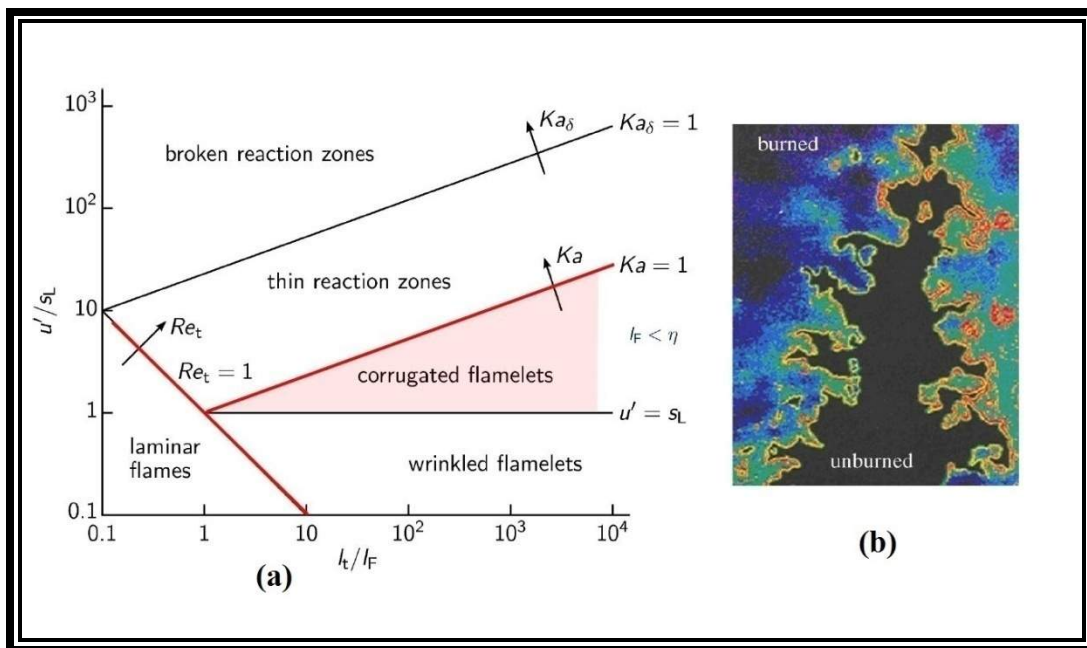 10³
10²
10
1
0.1
u′/s_L
broken reaction zones
Ka_δ
Ka_δ = 1
thin reaction zones
Ka
Ka = 1
Re_t
Re_t = 1
l_F < η
corrugated flamelets
u′ = s_L
laminar
flames
wrinkled flamelets
0.1
1
10
10²
10³
10⁴
l_t/l_F
(a)
burned
unburned
(b)